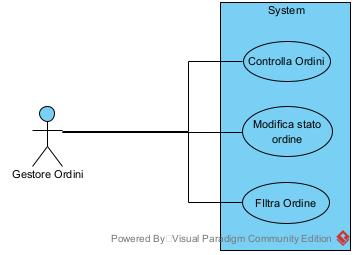 System
Controlla Ordini
Modifica stato
ordine
Gestore Ordini
FIltra Ordine
Powered By Visual Paradigm Community Edition